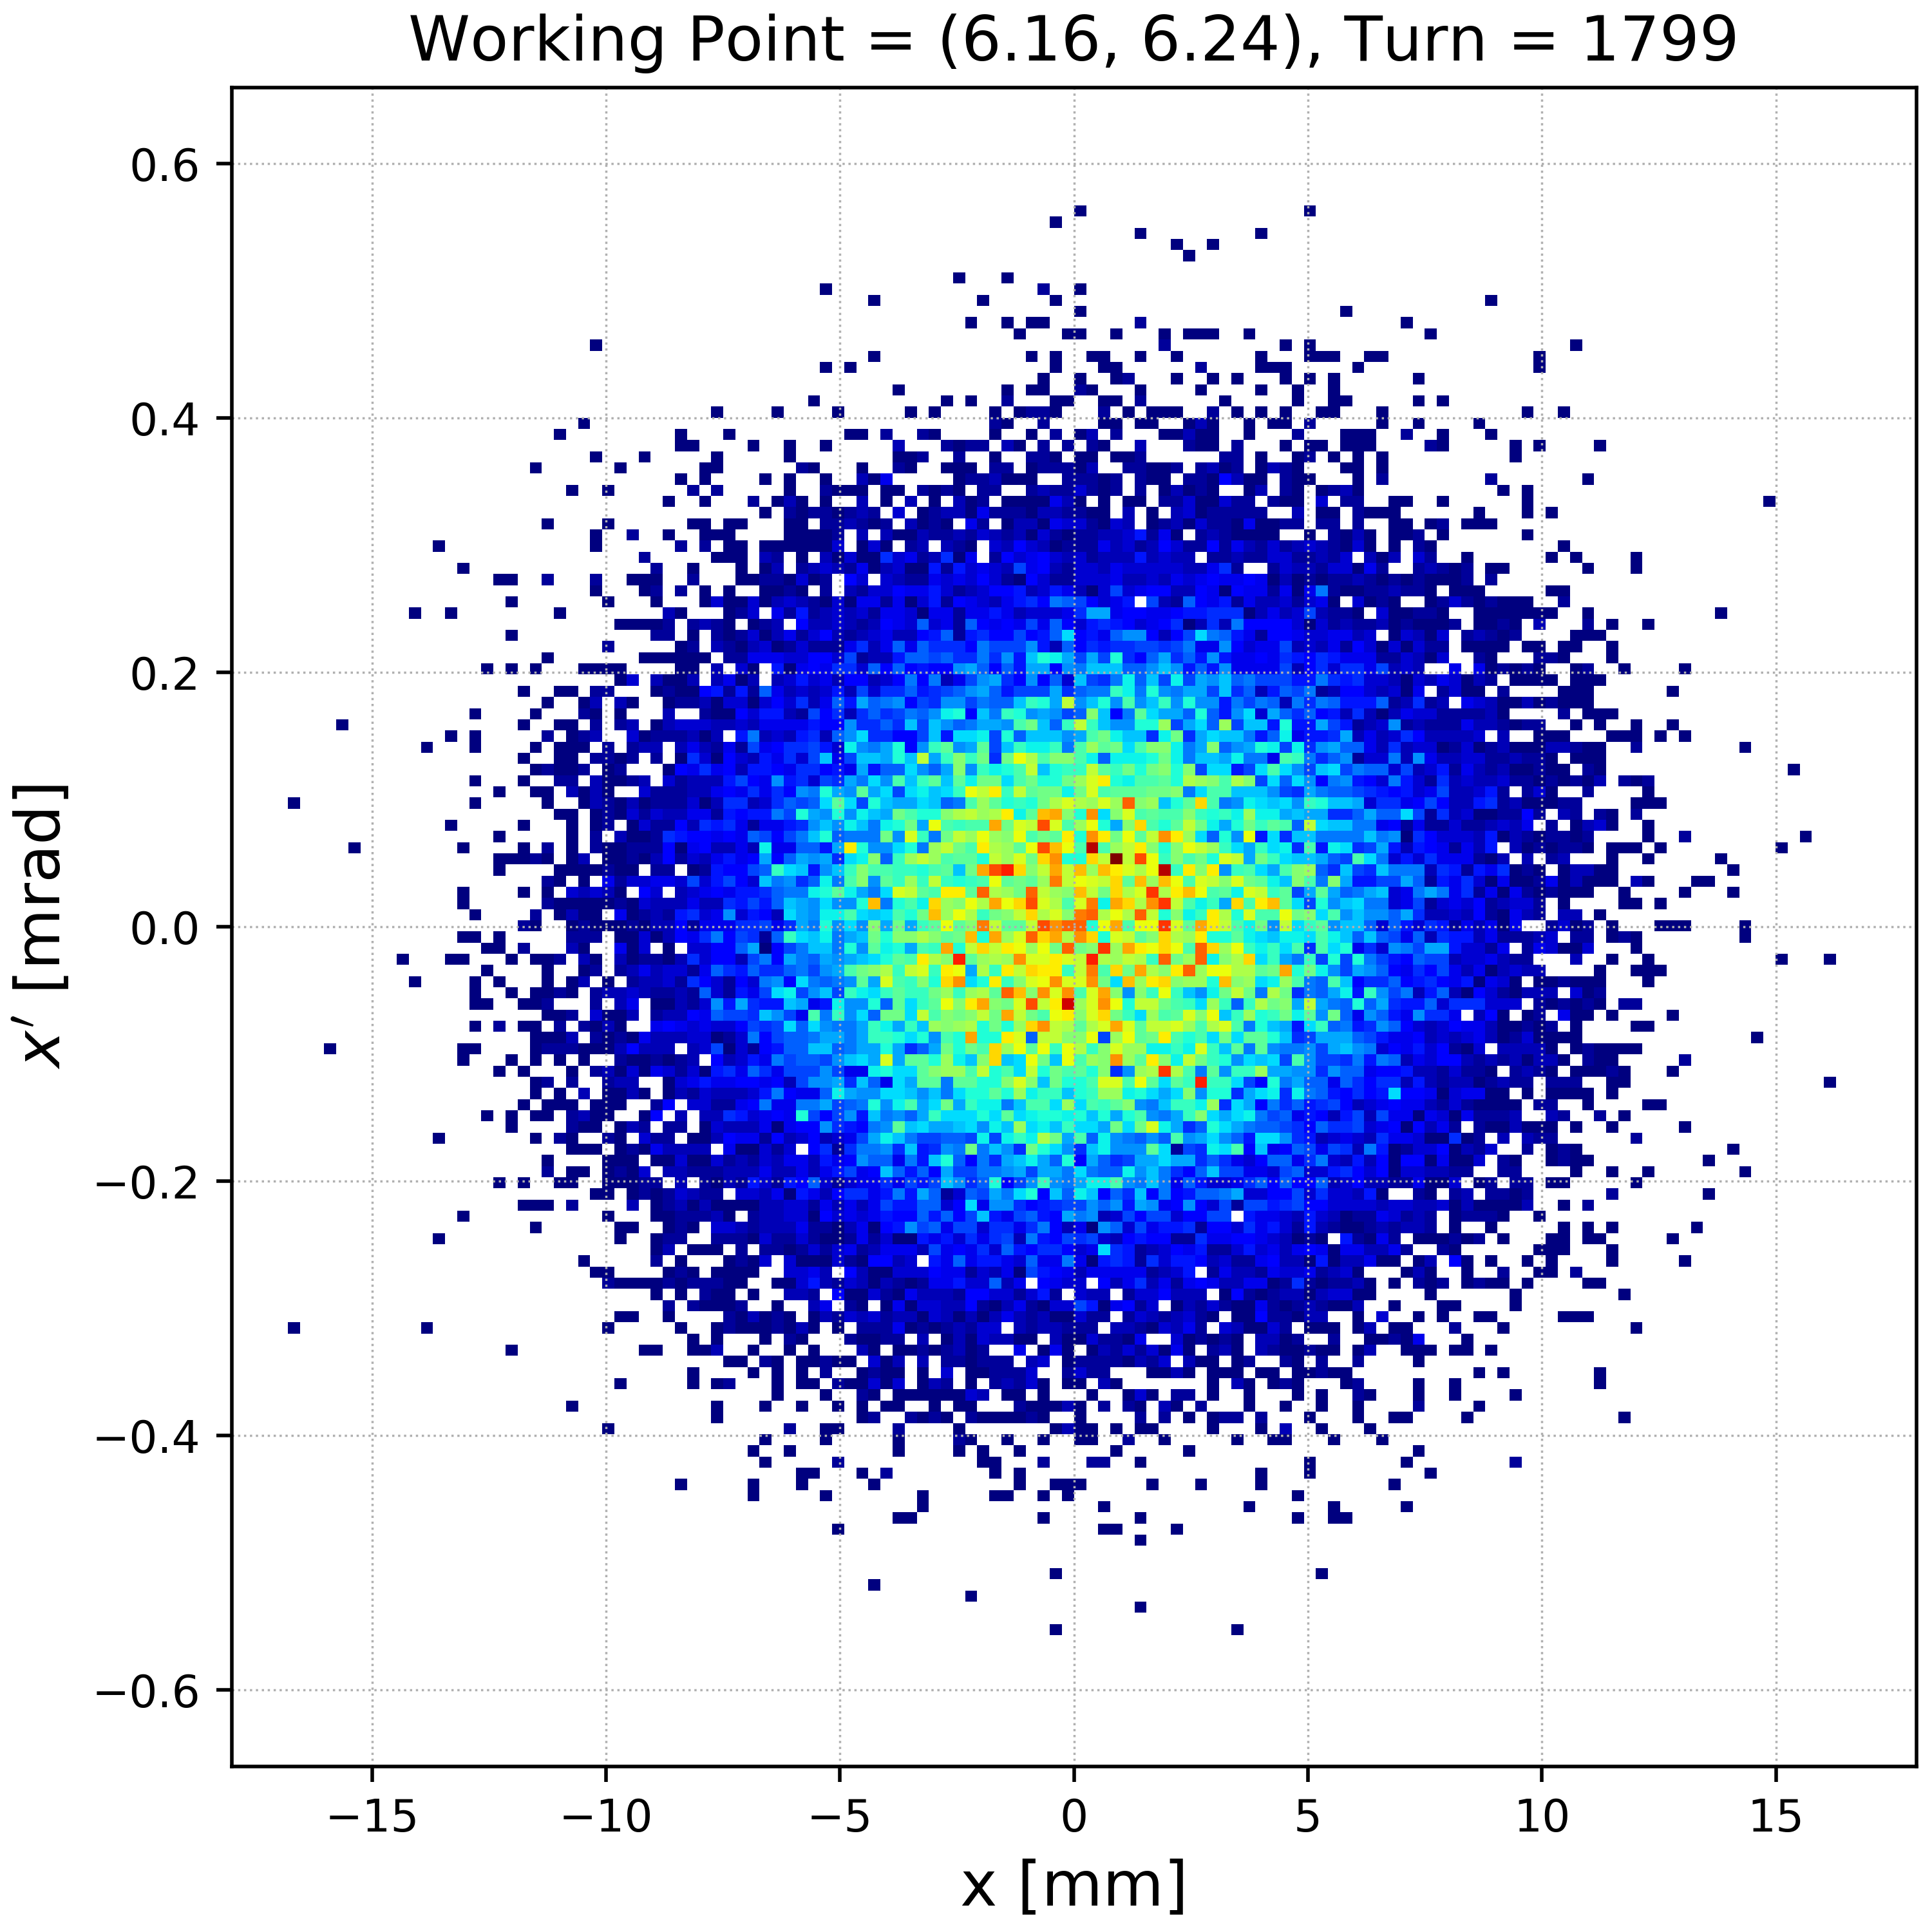 Working Point = (6.16, 6.24), Turn = 1799
0.6
0.4
0.2
0.0
−0.2
−0.4
−0.6
x′ [mrad]
−15 −10 −5 0 5 10 15
x [mm]